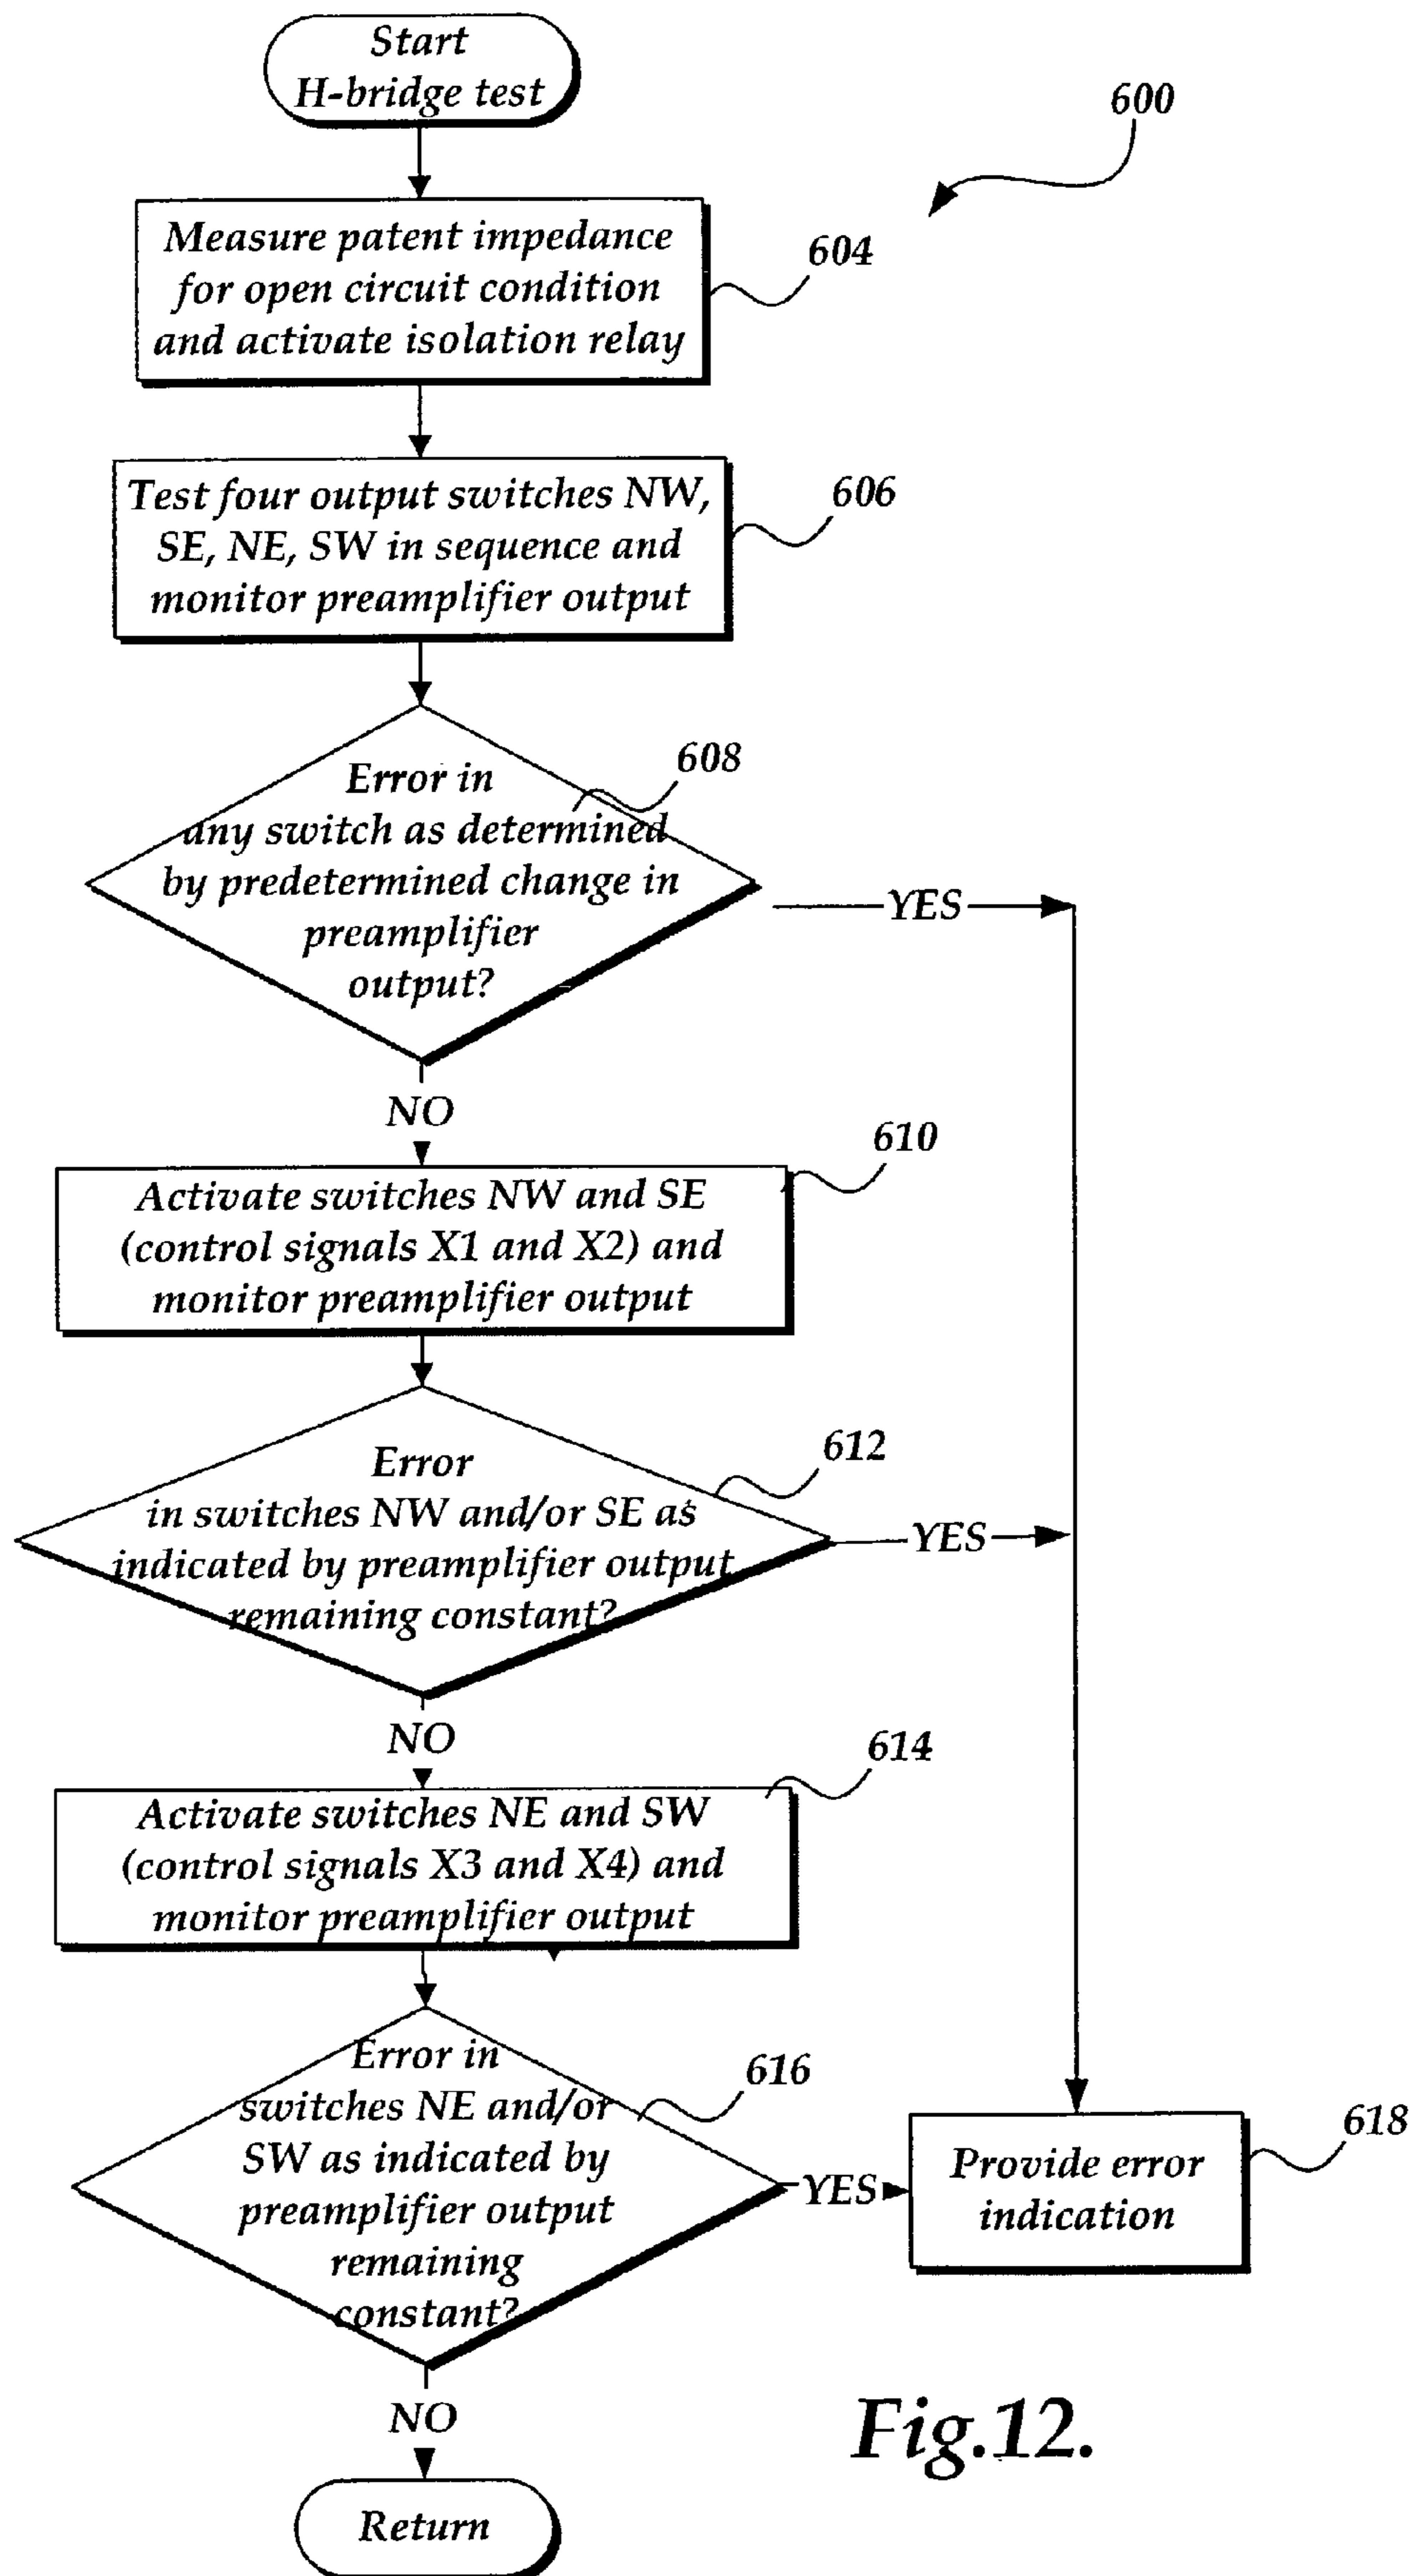 Start
H-bridge test
600
Measure patent impedance
for open circuit condition
and activate isolation relay
604
Test four output switches NW,
SE, NE, SW in sequence and
monitor preamplifier output
606
Error in
any switch as determined
by predetermined change in
preamplifier
output?
608
YES
NO
Activate switches NW and SE
(control signals X1 and X2) and
monitor preamplifier output
610
Error
in switches NW and/or SE as
indicated by preamplifier output
remaining constant?
612
YES
NO
Activate switches NE and SW
(control signals X3 and X4) and
monitor preamplifier output
614
Error in
switches NE and/or
SW as indicated by
preamplifier output
remaining
constant?
616
YES
Provide error
indication
618
NO
Return
Fig.12.